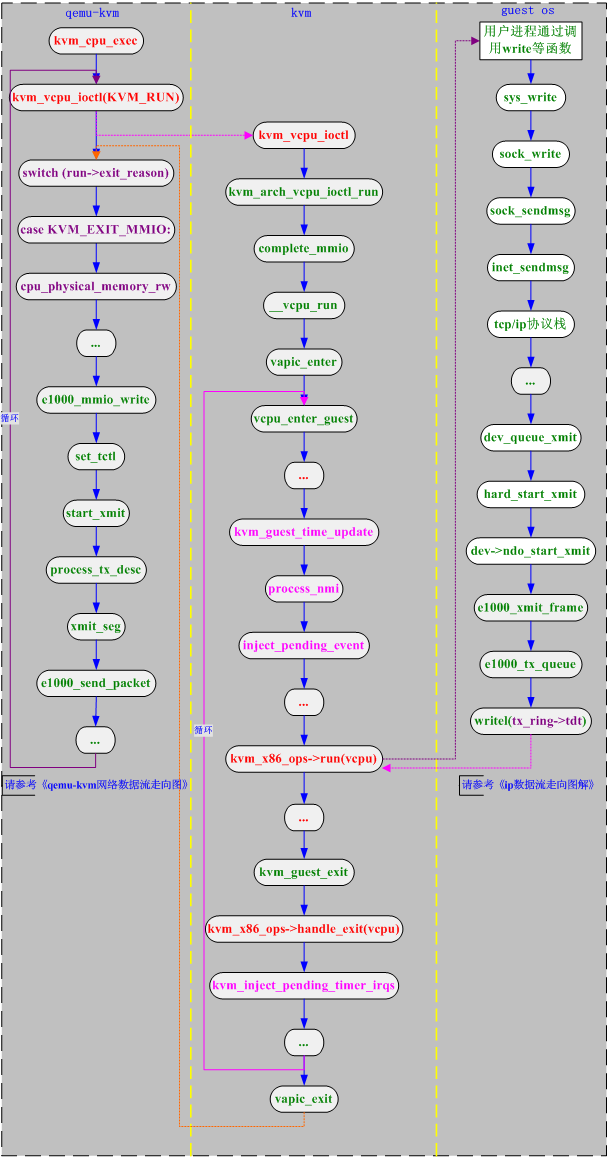 qemu-kvm
kvm_cpu_exec
kvm_vcpu_ioctl(KVM_RUN)
switch (run->exit_reason)
case KVM_EXIT_MMIO:
cpu_physical_memory_rw
...
e1000_mmio_write
循环
set_tctl
start_xmit
process_tx_desc
xmit_seg
e1000_send_packet
...
请参考《qemu-kvm网络数据流走向图》
kvm
kvm_vcpu_ioctl
kvm_arch_vcpu_ioctl_run
complete_mmio
__vcpu_run
vapic_enter
vcpu_enter_guest
...
kvm_guest_time_update
process_nmi
inject_pending_event
...
循环
kvm_x86_ops->run(vcpu)
...
kvm_guest_exit
kvm_x86_ops->handle_exit(vcpu)
kvm_inject_pending_timer_irqs
...
vapic_exit
guest os
用户进程通过调
用write等函数
sys_write
sock_write
sock_sendmsg
inet_sendmsg
tcp/ip协议栈
...
dev_queue_xmit
hard_start_xmit
dev->ndo_start_xmit
e1000_xmit_frame
e1000_tx_queue
writel(tx_ring->tdt)
请参考《ip数据流走向图解》